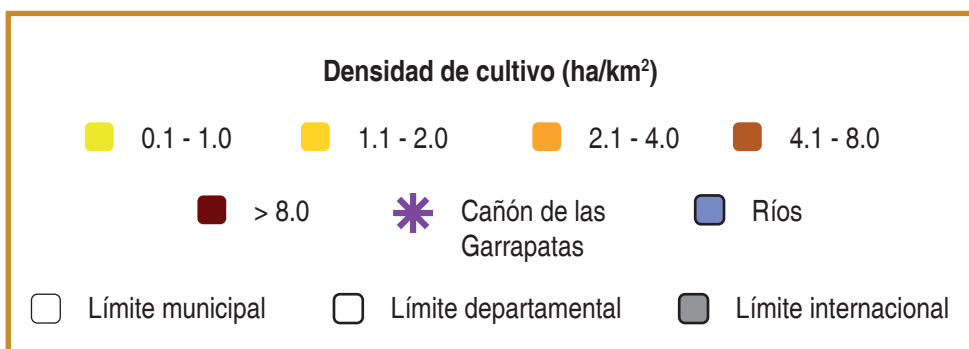 Densidad de cultivo (ha/km²)
0.1 - 1.0 1.1 - 2.0 2.1 - 4.0 4.1 - 8.0
> 8.0 Cañón de las Garrapatas Ríos
Límite municipal Límite departamental Límite internacional